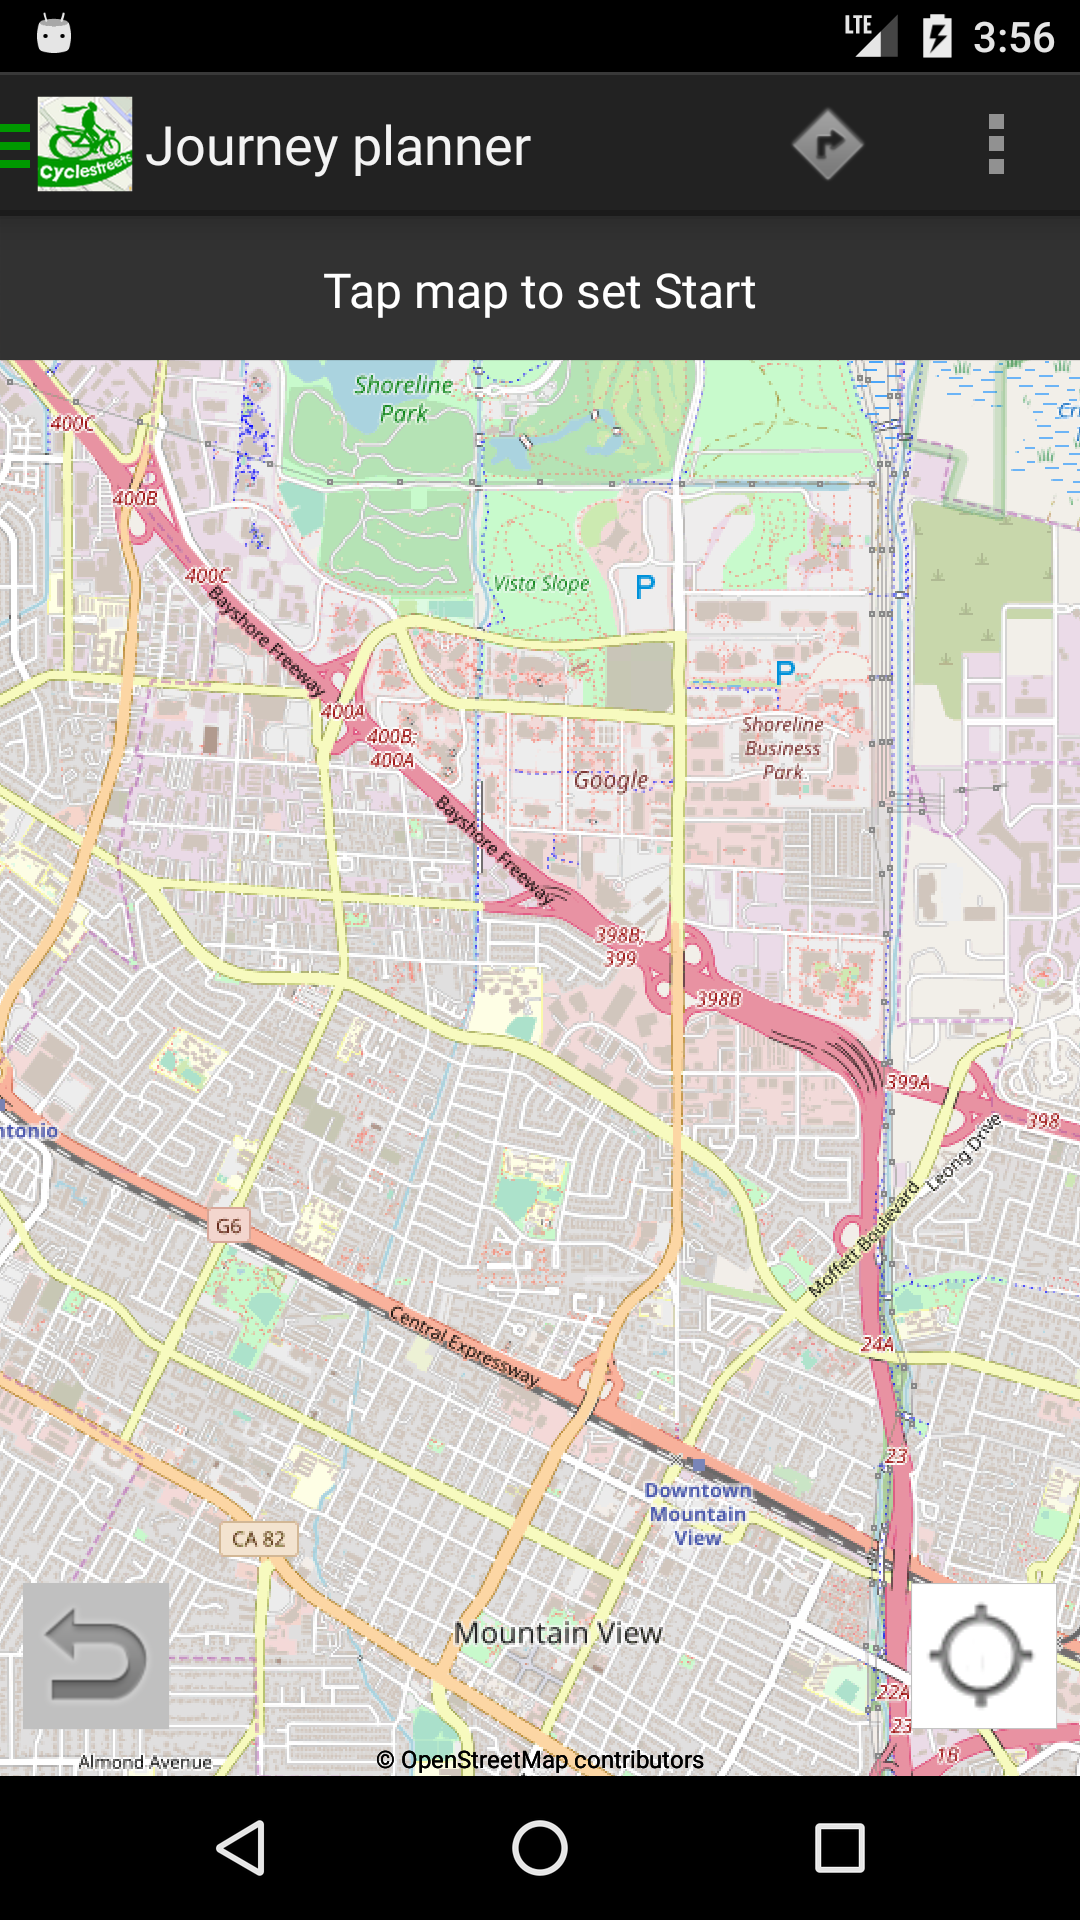 LTE 3:56
Cyclestreets
Journey planner
Tap map to set Start
Shoreline
Park
400C
400B
400C
Vista Slope
P
Bayshore Freeway
P
400A
400B;
400A
Shoreline
Business
Park
Google
Bayshore Freeway
398B;
399
398B
399A
398
Leong Drive
ntonio
G6
Moffett Boulevard
Central Expressway
24A
23
Downtown
Mountain
View
CA 82
Mountain View
22A
23
1B
Almond Avenue
© OpenStreetMap contributors